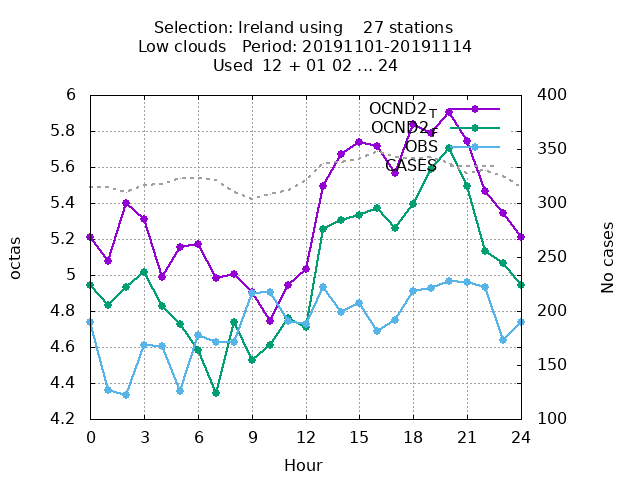 Selection: Ireland using 27 stations
Low clouds Period: 20191101-20191114
Used 12 + 01 02 ... 24
6
5.8
5.6
5.4
5.2
5
4.8
4.6
4.4
4.2
octas
400
350
300
250
200
150
100
No cases
OCND2T
OCND2
OBS
CASES
0 3 6 9 12 15 18 21 24
Hour